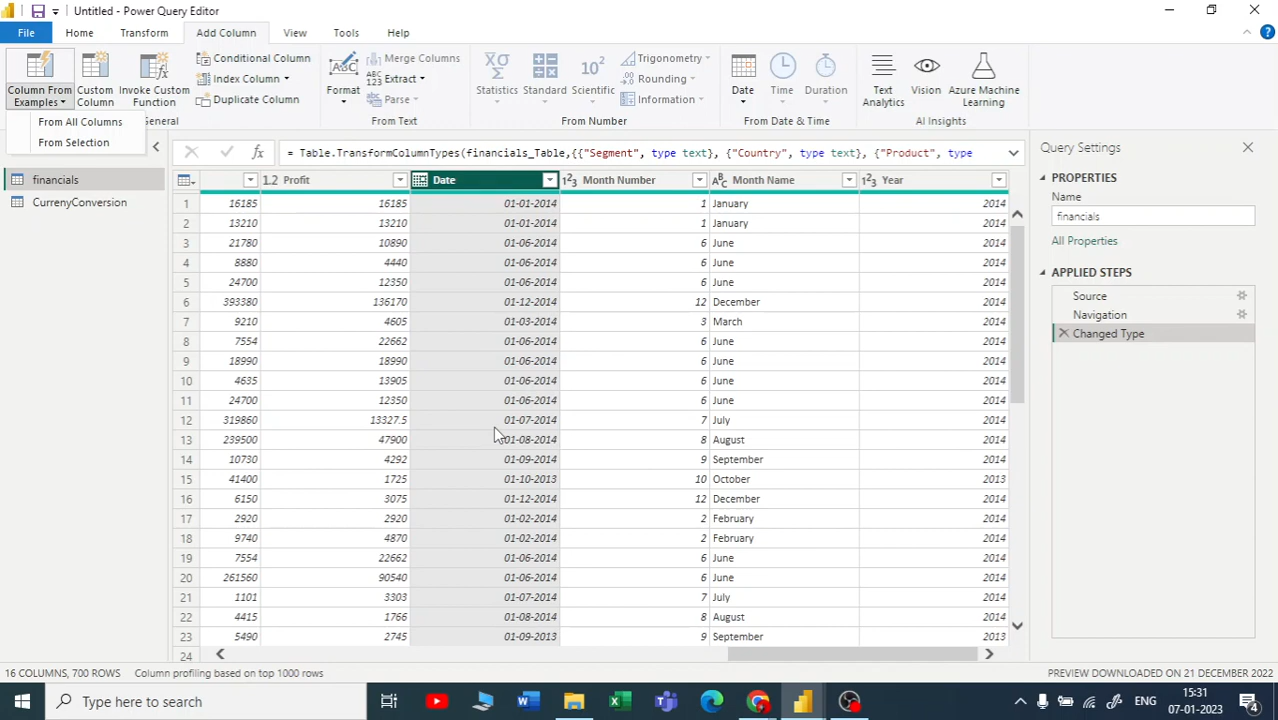 Untitled - Power Query Editor
File Home Transform Add Column View Tools Help
Column From Examples
Custom Column
Invoke Custom Function
Conditional Column
Index Column
Duplicate Column
General
Format
Merge Columns
Extract
Parse
From Text
Statistics
Standard
Scientific
Trigonometry
Rounding
Information
From Number
Date
Time
Duration
From Date & Time
Text Analytics
Vision
Azure Machine Learning
AI Insights
From All Columns
From Selection
financials
CurrenyConversion
= Table.TransformColumnTypes(financials_Table,{{"Segment", type text}, {"Country", type text}, {"Product", type
1.2 Profit Date 1²3 Month Number ABC Month Name 1²3 Year
1 16185 16185 01-01-2014 1 January 2014
2 13210 13210 01-01-2014 1 January 2014
3 21780 10890 01-06-2014 6 June 2014
4 8880 4440 01-06-2014 6 June 2014
5 24700 12350 01-06-2014 6 June 2014
6 393380 136170 01-12-2014 12 December 2014
7 9210 4605 01-03-2014 3 March 2014
8 7554 22662 01-06-2014 6 June 2014
9 18990 18990 01-06-2014 6 June 2014
10 4635 13905 01-06-2014 6 June 2014
11 24700 12350 01-06-2014 6 June 2014
12 319860 13327.5 01-07-2014 7 July 2014
13 239500 47900 01-08-2014 8 August 2014
14 10730 4292 01-09-2014 9 September 2014
15 41400 1725 01-10-2013 10 October 2013
16 6150 3075 01-12-2014 12 December 2014
17 2920 2920 01-02-2014 2 February 2014
18 9740 4870 01-02-2014 2 February 2014
19 7554 22662 01-06-2014 6 June 2014
20 261560 90540 01-06-2014 6 June 2014
21 1101 3303 01-07-2014 7 July 2014
22 4415 1766 01-08-2014 8 August 2014
23 5490 2745 01-09-2013 9 September 2013
24
Query Settings
PROPERTIES
Name
financials
All Properties
APPLIED STEPS
Source
Navigation
Changed Type
16 COLUMNS, 700 ROWS Column profiling based on top 1000 rows PREVIEW DOWNLOADED ON 21 DECEMBER 2022
Type here to search
ENG
15:31
07-01-2023
4